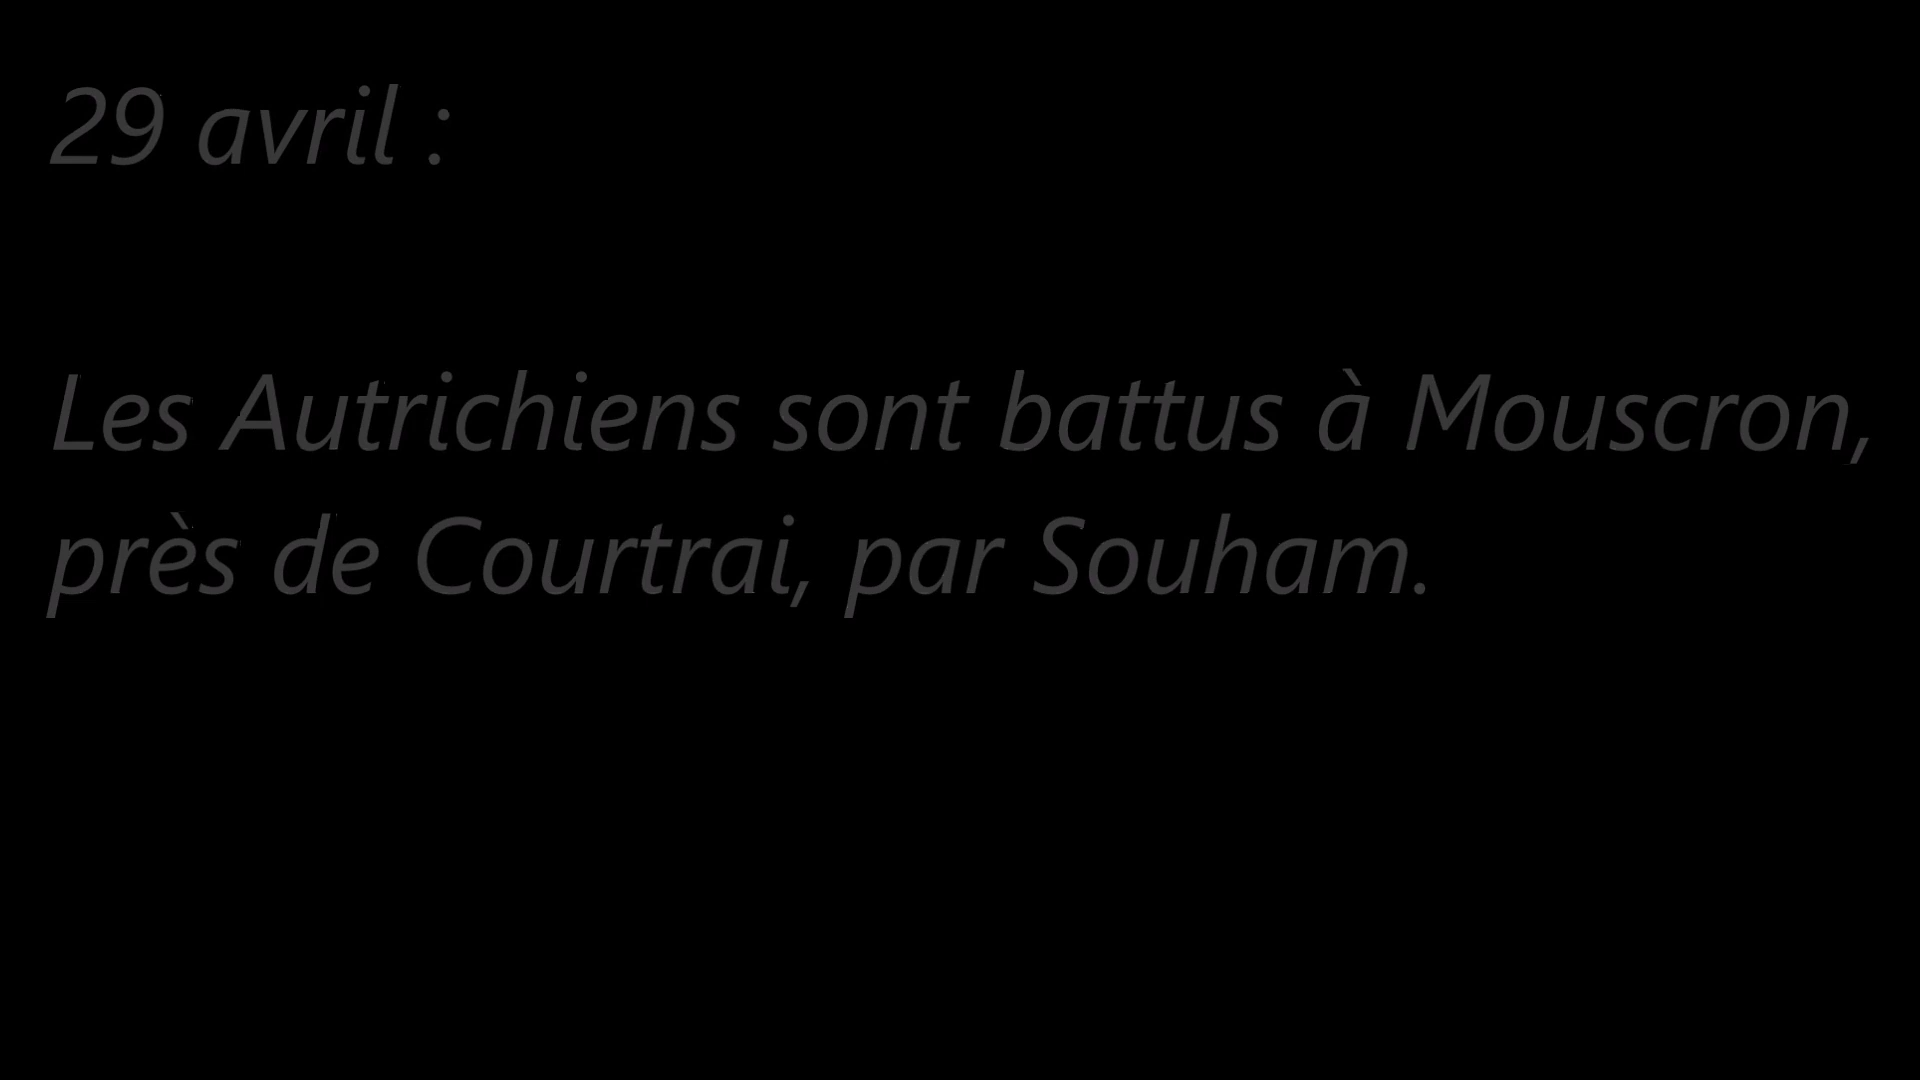 29 avril :
Les Autrichiens sont battus à Mouscron,
près de Courtrai, par Souham.